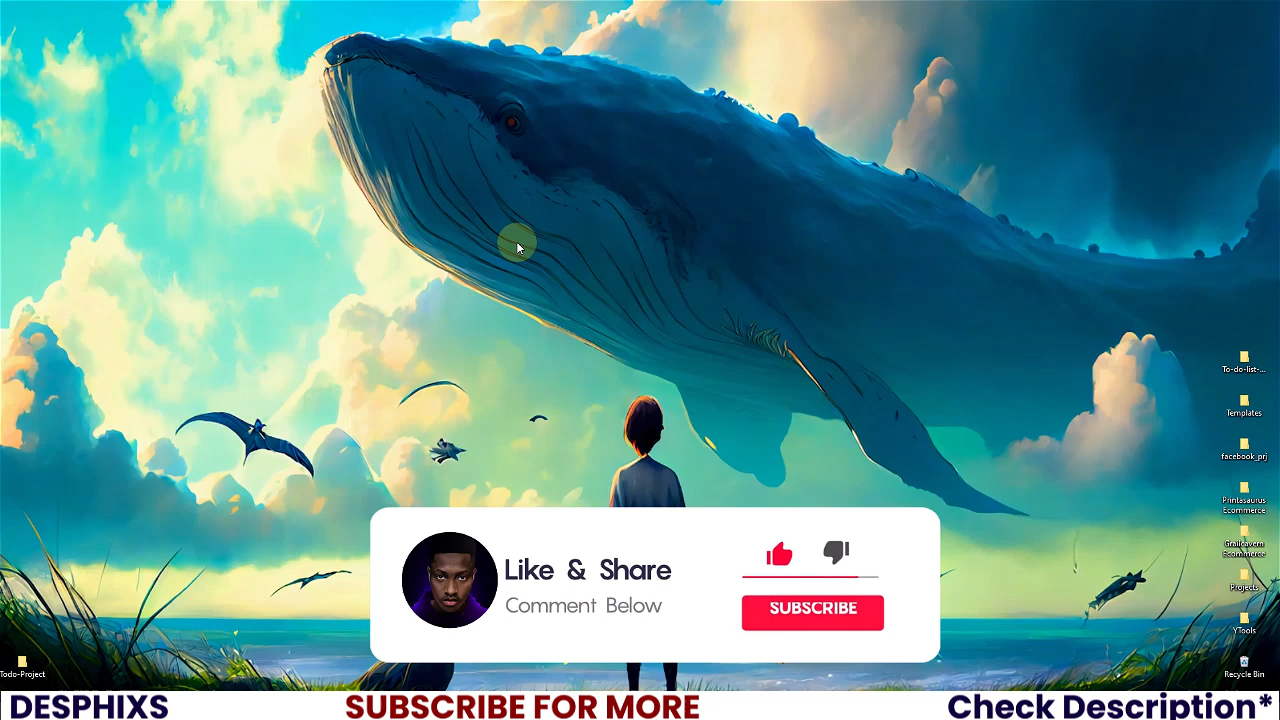 To-do-list-...
Templates
facebook_prj
Printasaurus
Ecommerce
Ecommerce
Projects
YTools
Recycle Bin
Todo-Project
Like & Share
Comment Below
SUBSCRIBE
DESPHIXS
SUBSCRIBE FOR MORE
Check Description*